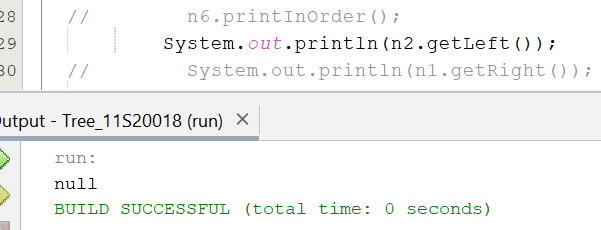 28 // n6.printInOrder();
29 System.out.println(n2.getLeft());
30 // System.out.println(n1.getRight());
Output - Tree_11S20018 (run) ×
run:
null
BUILD SUCCESSFUL (total time: 0 seconds)